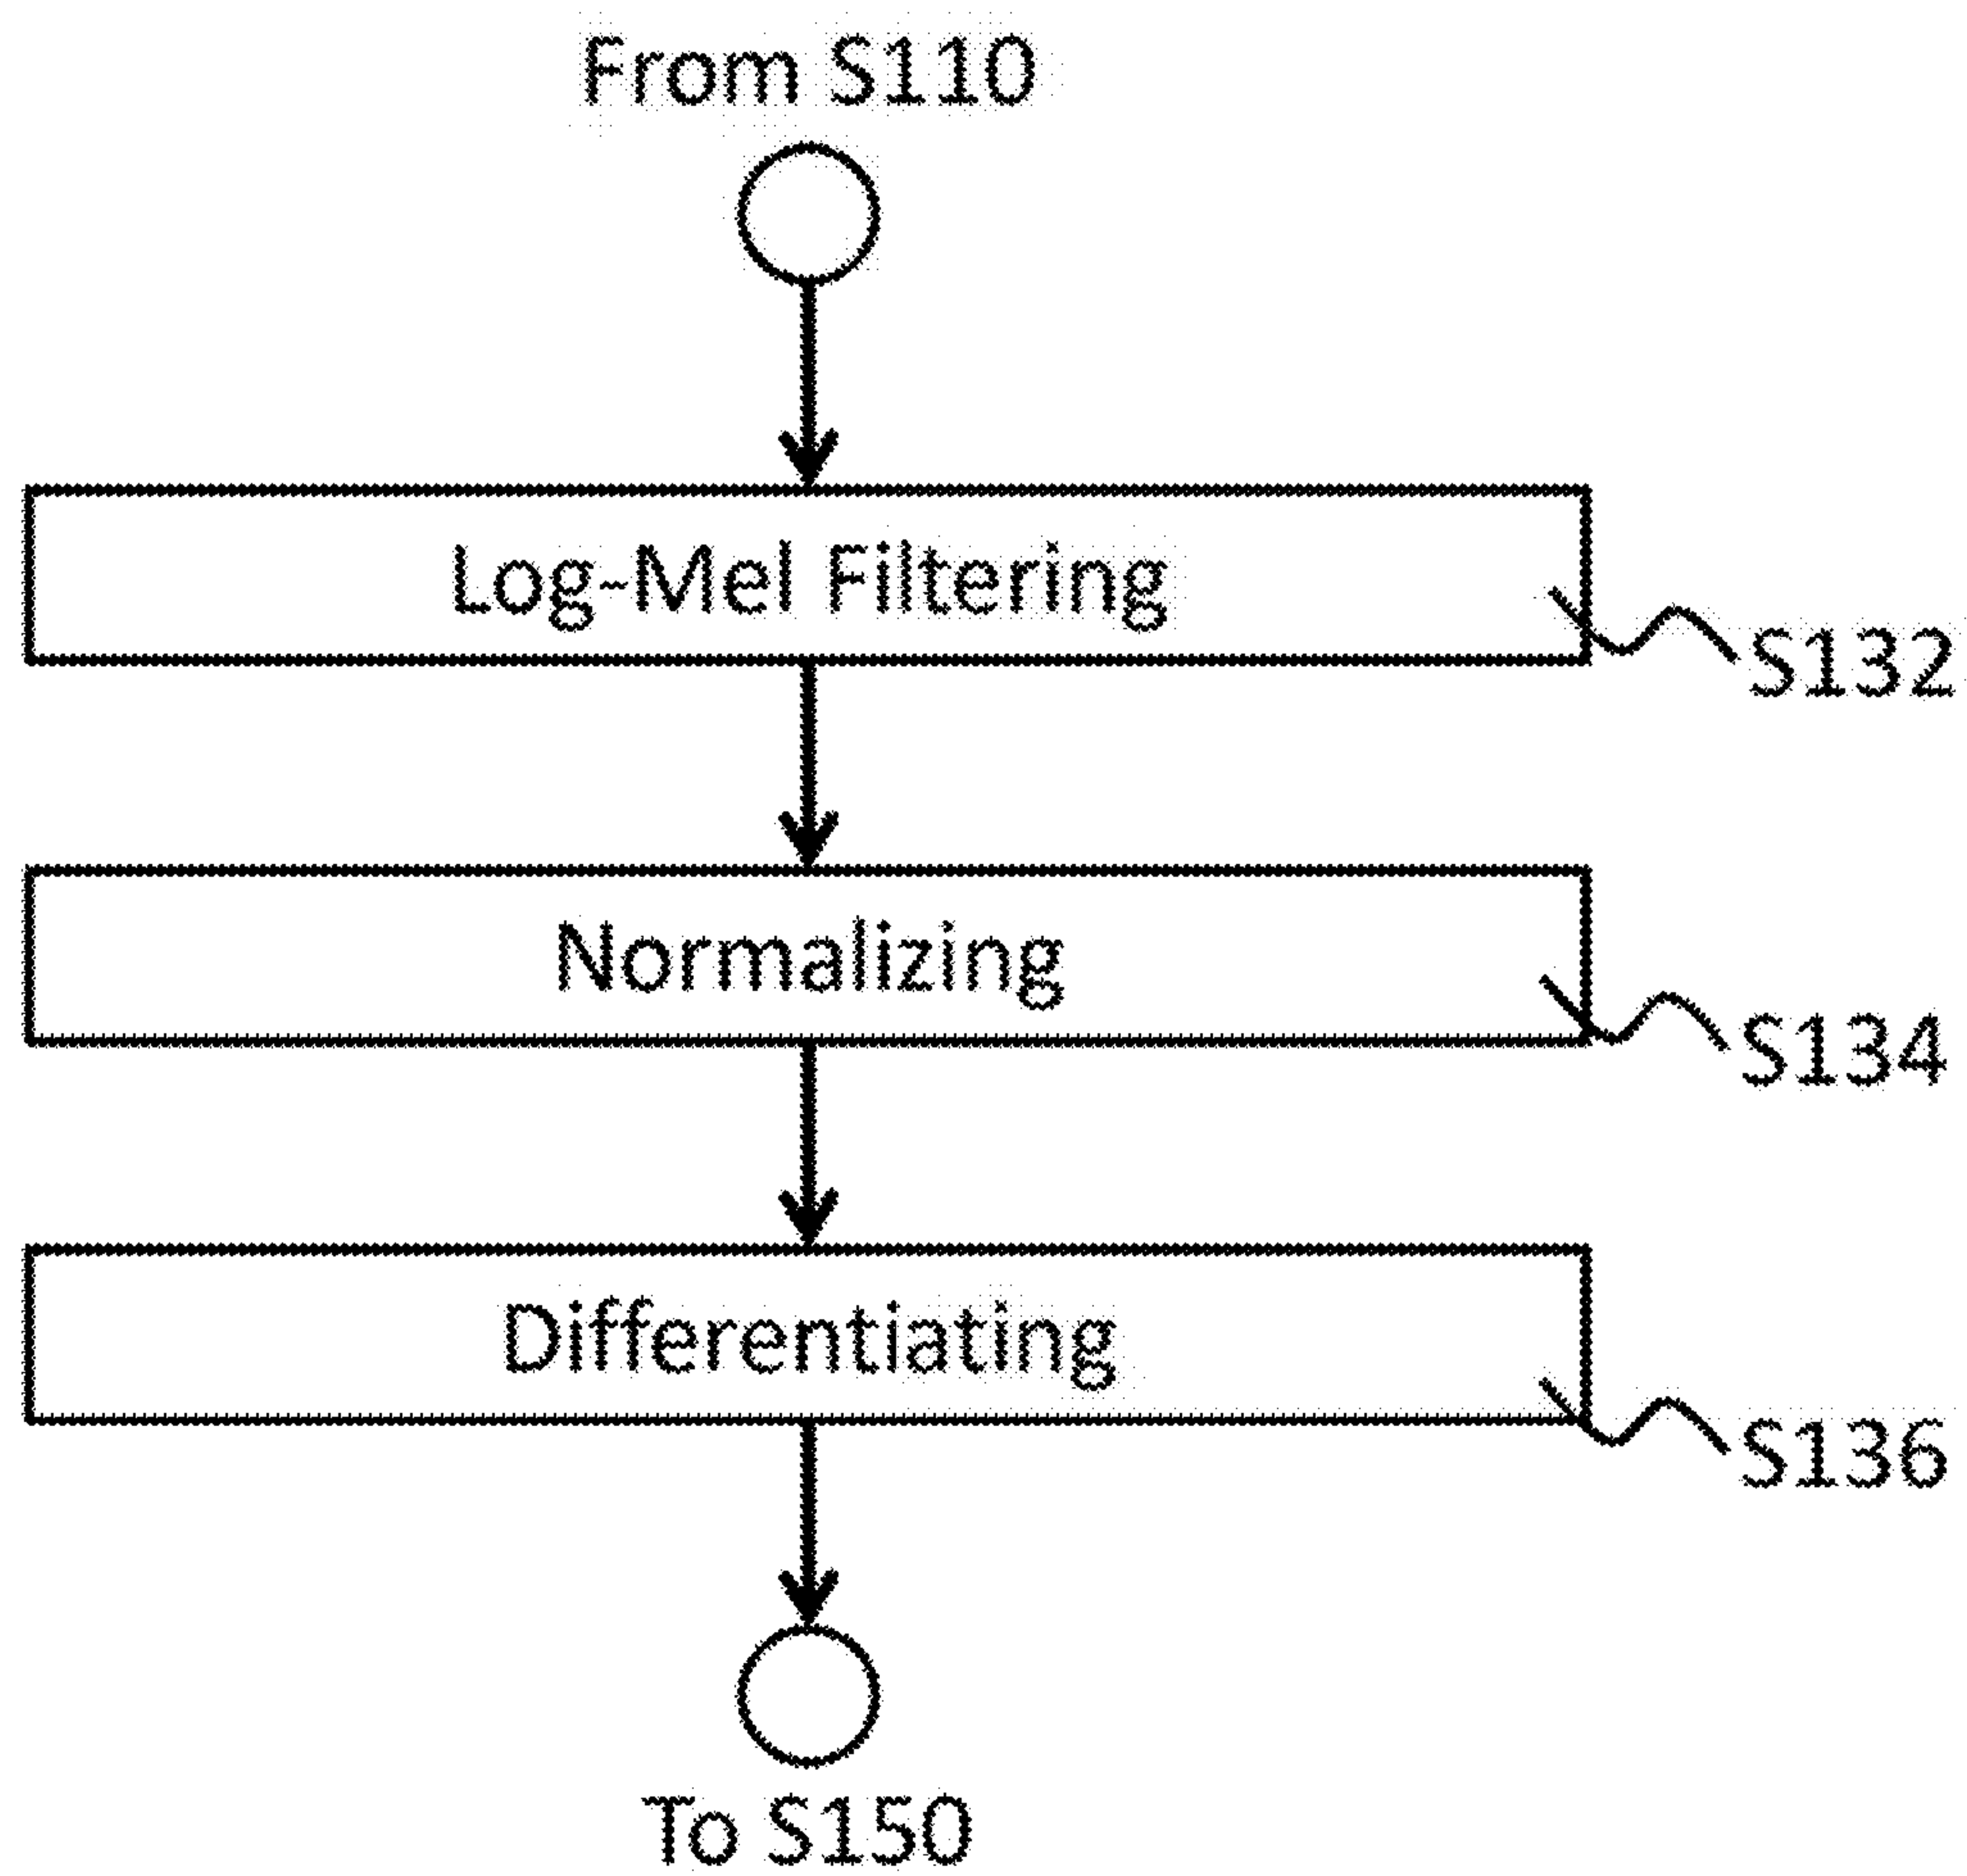 From S110
Log-Mel Filtering
S132
Normalizing
S134
Differentiating
S136
To S150